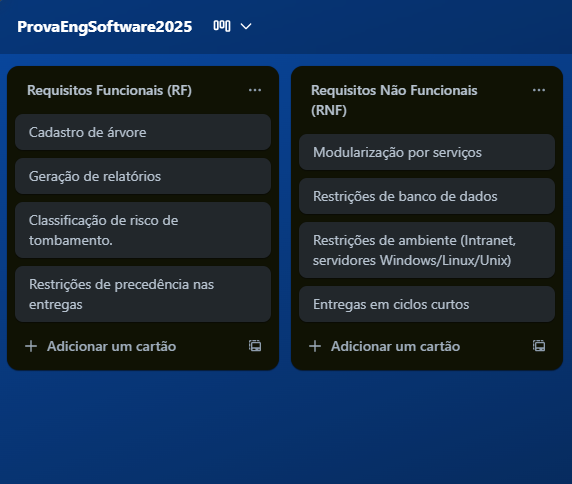 ProvaEngSoftware2025
Requisitos Funcionais (RF)
Cadastro de árvore
Geração de relatórios
Classificação de risco de
tombamento.
Restrições de precedência nas
entregas
Adicionar um cartão
Requisitos Não Funcionais
(RNF)
Modularização por serviços
Restrições de banco de dados
Restrições de ambiente (Intranet,
servidores Windows/Linux/Unix)
Entregas em ciclos curtos
Adicionar um cartão